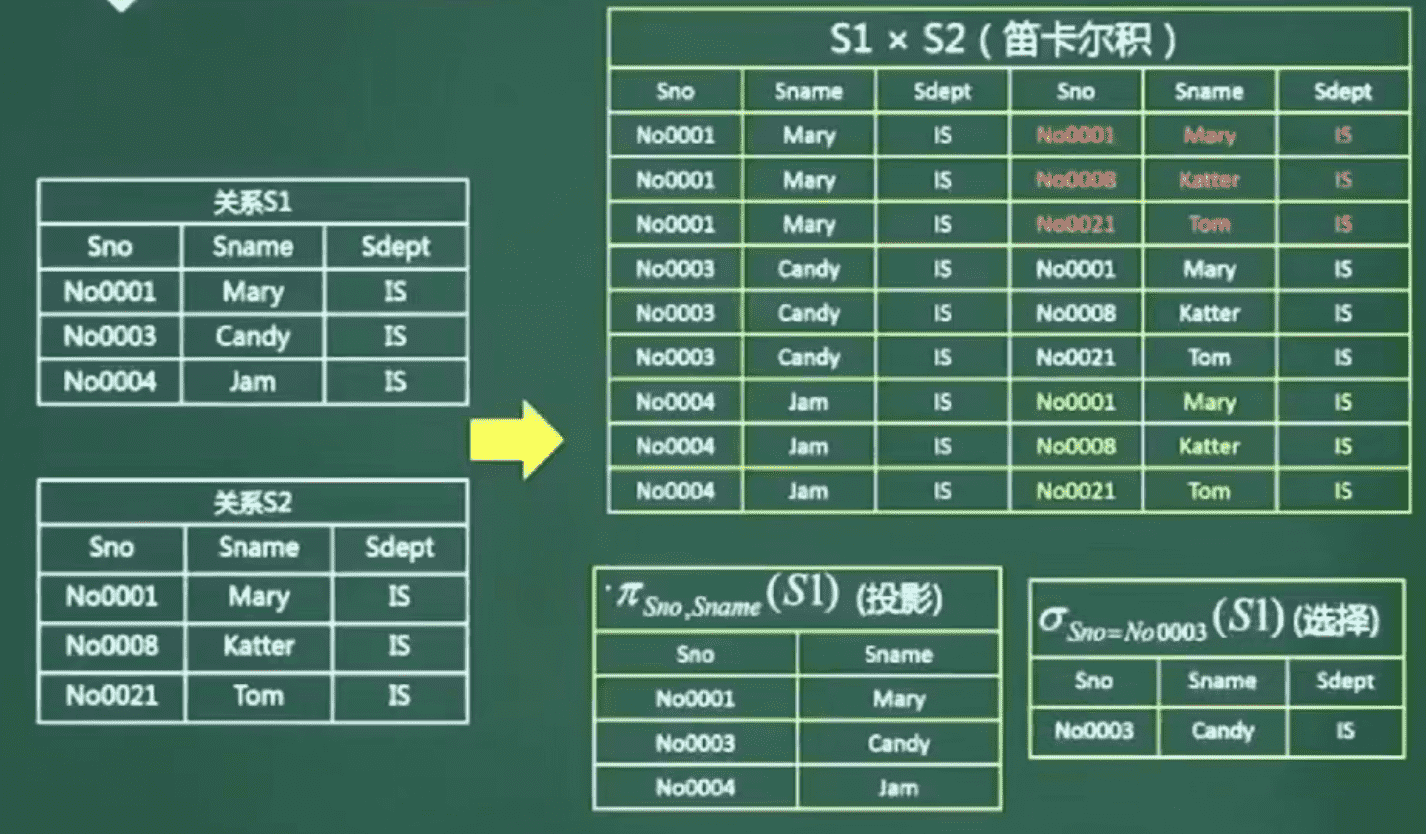 关系S1
Sno Sname Sdept
No0001 Mary IS
No0003 Candy IS
No0004 Jam IS
关系S2
Sno Sname Sdept
No0001 Mary IS
No0008 Katter IS
No0021 Tom IS
S1 × S2 ( 笛卡尔积 )
Sno Sname Sdept Sno Sname Sdept
No0001 Mary IS No0001 Mary IS
No0001 Mary IS No0008 Katter IS
No0001 Mary IS No0021 Tom IS
No0003 Candy IS No0001 Mary IS
No0003 Candy IS No0008 Katter IS
No0003 Candy IS No0021 Tom IS
No0004 Jam IS No0001 Mary IS
No0004 Jam IS No0008 Katter IS
No0004 Jam IS No0021 Tom IS
π Sno,Sname (S1) (投影)
Sno Sname
No0001 Mary
No0003 Candy
No0004 Jam
σ Sno=No0003 (S1) (选择)
Sno Sname Sdept
No0003 Candy IS